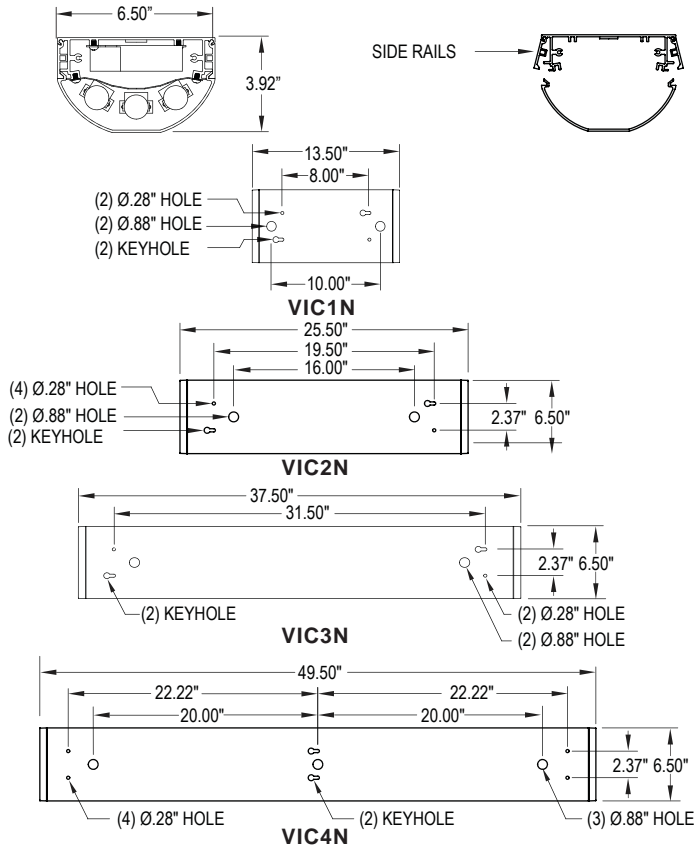 6.50”
3.92”
SIDE RAILS
13.50"
8.00"
(2) Ø.28" HOLE
(2) Ø.88" HOLE
(2) KEYHOLE
10.00"
VIC1N
25.50"
19.50"
16.00"
(4) Ø.28" HOLE
(2) Ø.88" HOLE
(2) KEYHOLE
2.37" 6.50"
VIC2N
37.50"
31.50"
2.37" 6.50"
(2) KEYHOLE
(2) Ø.28" HOLE
(2) Ø.88" HOLE
VIC3N
49.50"
22.22" 22.22"
20.00" 20.00"
2.37" 6.50"
(4) Ø.28" HOLE
(2) KEYHOLE
(3) Ø.88" HOLE
VIC4N